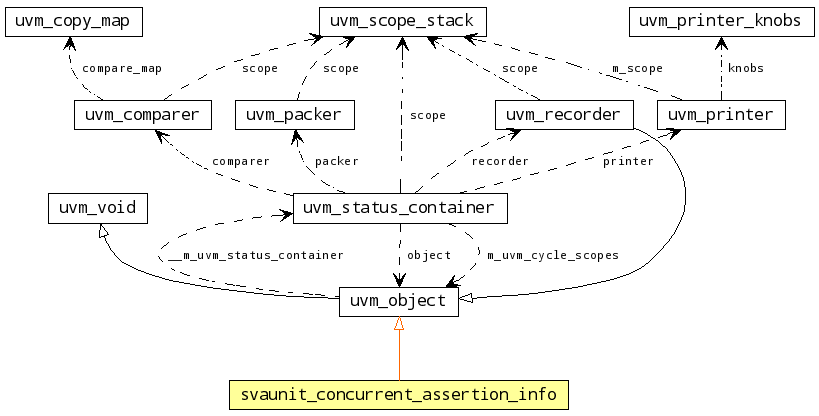 uvm_copy_map
uvm_scope_stack
uvm_printer_knobs
compare_map
scope
scope
scope
m_scope
knobs
uvm_comparer
uvm_packer
scope
uvm_recorder
uvm_printer
comparer
packer
recorder
printer
uvm_void
uvm_status_container
__m_uvm_status_container
object
m_uvm_cycle_scopes
uvm_object
svaunit_concurrent_assertion_info